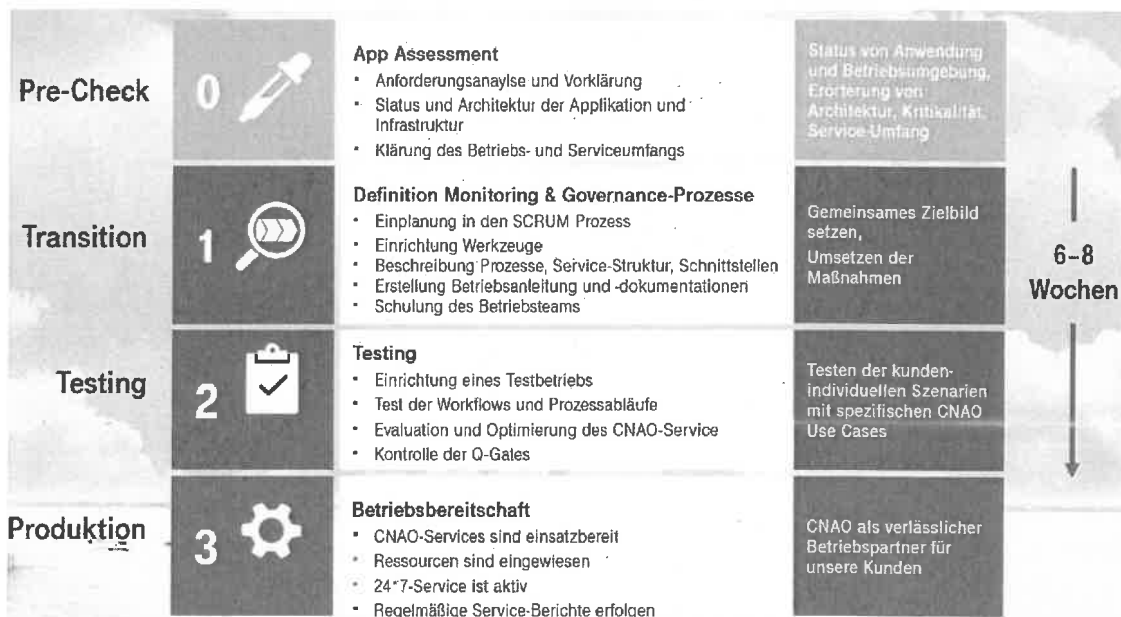 Pre-Check
0
App Assessment
• Anforderungsanaylse und Vorklärung
• Status und Architektur der Applikation und
Infrastruktur
• Klärung des Betriebs- und Serviceumfangs
Status von Anwendung
und Betriebsumgebung,
Erörterung von
Architektur, Kritikalität,
Service-Umfang
Transition
1
Definition Monitoring & Governance-Prozesse
• Einplanung in den SCRUM Prozess
• Einrichtung Werkzeuge
• Beschreibung Prozesse, Service-Struktur, Schnittstellen
• Erstellung Betriebsanleitung und -dokumentationen
• Schulung des Betriebsteams
Gemeinsames Zielbild
setzen,
Umsetzen der
Maßnahmen
6–8
Wochen
Testing
2
Testing
• Einrichtung eines Testbetriebs
• Test der Workflows und Prozessabläufe
• Evaluation und Optimierung des CNAO-Service
• Kontrolle der Q-Gates
Testen der kunden-
individuellen Szenarien
mit spezifischen CNAO
Use Cases
Produktion
3
Betriebsbereitschaft
• CNAO-Services sind einsatzbereit
• Ressourcen sind eingewiesen
• 24*7-Service ist aktiv
• Regelmäßige Service-Berichte erfolgen
CNAO als verlässlicher
Betriebspartner für
unsere Kunden